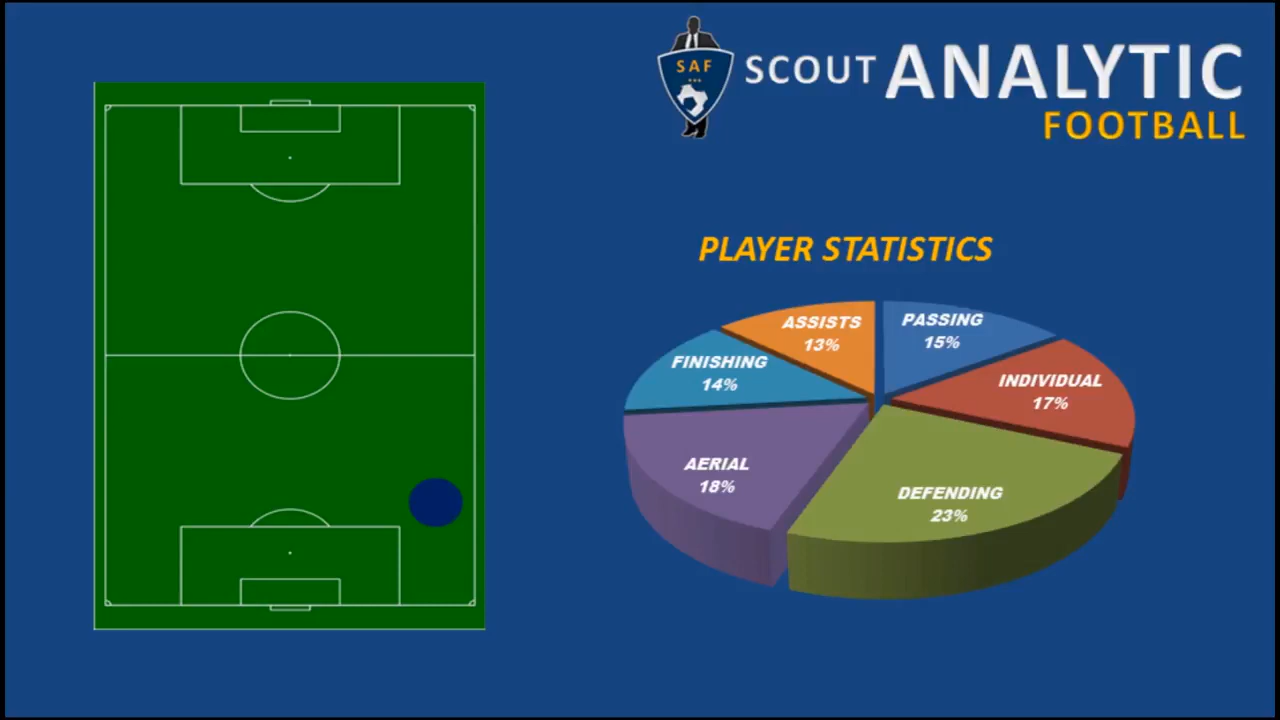 SAF
SCOUT ANALYTIC
FOOTBALL
PLAYER STATISTICS
ASSISTS
13%
PASSING
15%
FINISHING
14%
INDIVIDUAL
17%
AERIAL
18%
DEFENDING
23%